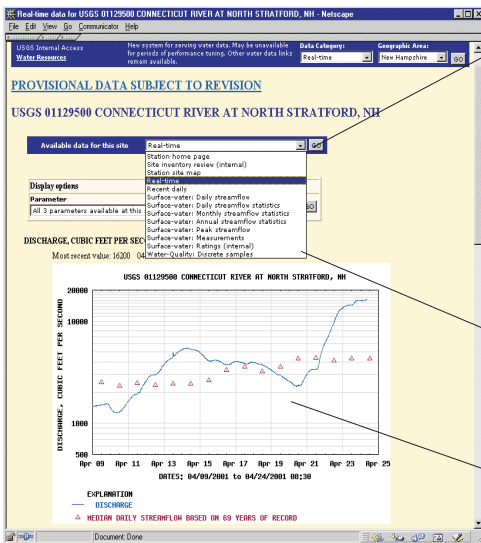 Real-time data for USGS 01129500 CONNECTICUT RIVER AT NORTH STRATFORD, NH - Netscape
File Edit View Go Communicator Help
USGS Internal Access
Water Resources
New system for serving water data. May be unavailable
for periods of performance tuning. Other water data links
remain available.
Data Category:
Real-time
Geographic Area:
New Hampshire
GO
PROVISIONAL DATA SUBJECT TO REVISION
USGS 01129500 CONNECTICUT RIVER AT NORTH STRATFORD, NH
Available data for this site
Real-time
GO
Station home page
Site inventory review (internal)
Station site map
Real-time
Recent daily
Surface-water: Daily streamflow
Surface-water: Daily streamflow statistics
Surface-water: Monthly streamflow statistics
Surface-water: Annual streamflow statistics
Surface-water: Peak streamflow
Surface-water: Measurements
Surface-water: Ratings (internal)
Water-Quality: Discrete samples
Display options
Parameter
All 3 parameters available at this
GO
DISCHARGE, CUBIC FEET PER SEC
Most recent value: 16200 04
USGS 01129500 CONNECTICUT RIVER AT NORTH STRATFORD, NH
DISCHARGE, CUBIC FEET PER SECOND
20000
10000
1000
500
Apr 09 Apr 11 Apr 13 Apr 15 Apr 17 Apr 19 Apr 21 Apr 23 Apr 25
DATES: 04/09/2001 to 04/24/2001 08:30
EXPLANATION
DISCHARGE
MEDIAN DAILY STREAMFLOW BASED ON 69 YEARS OF RECORD
Document: Done